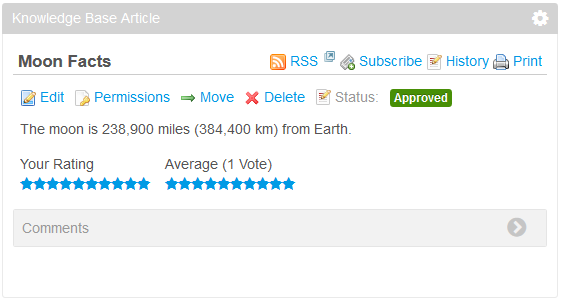 Knowledge Base Article
Moon Facts RSS Subscribe History Print
Edit Permissions Move Delete Status: Approved
The moon is 238,900 miles (384,400 km) from Earth.
Your Rating Average (1 Vote)
Comments